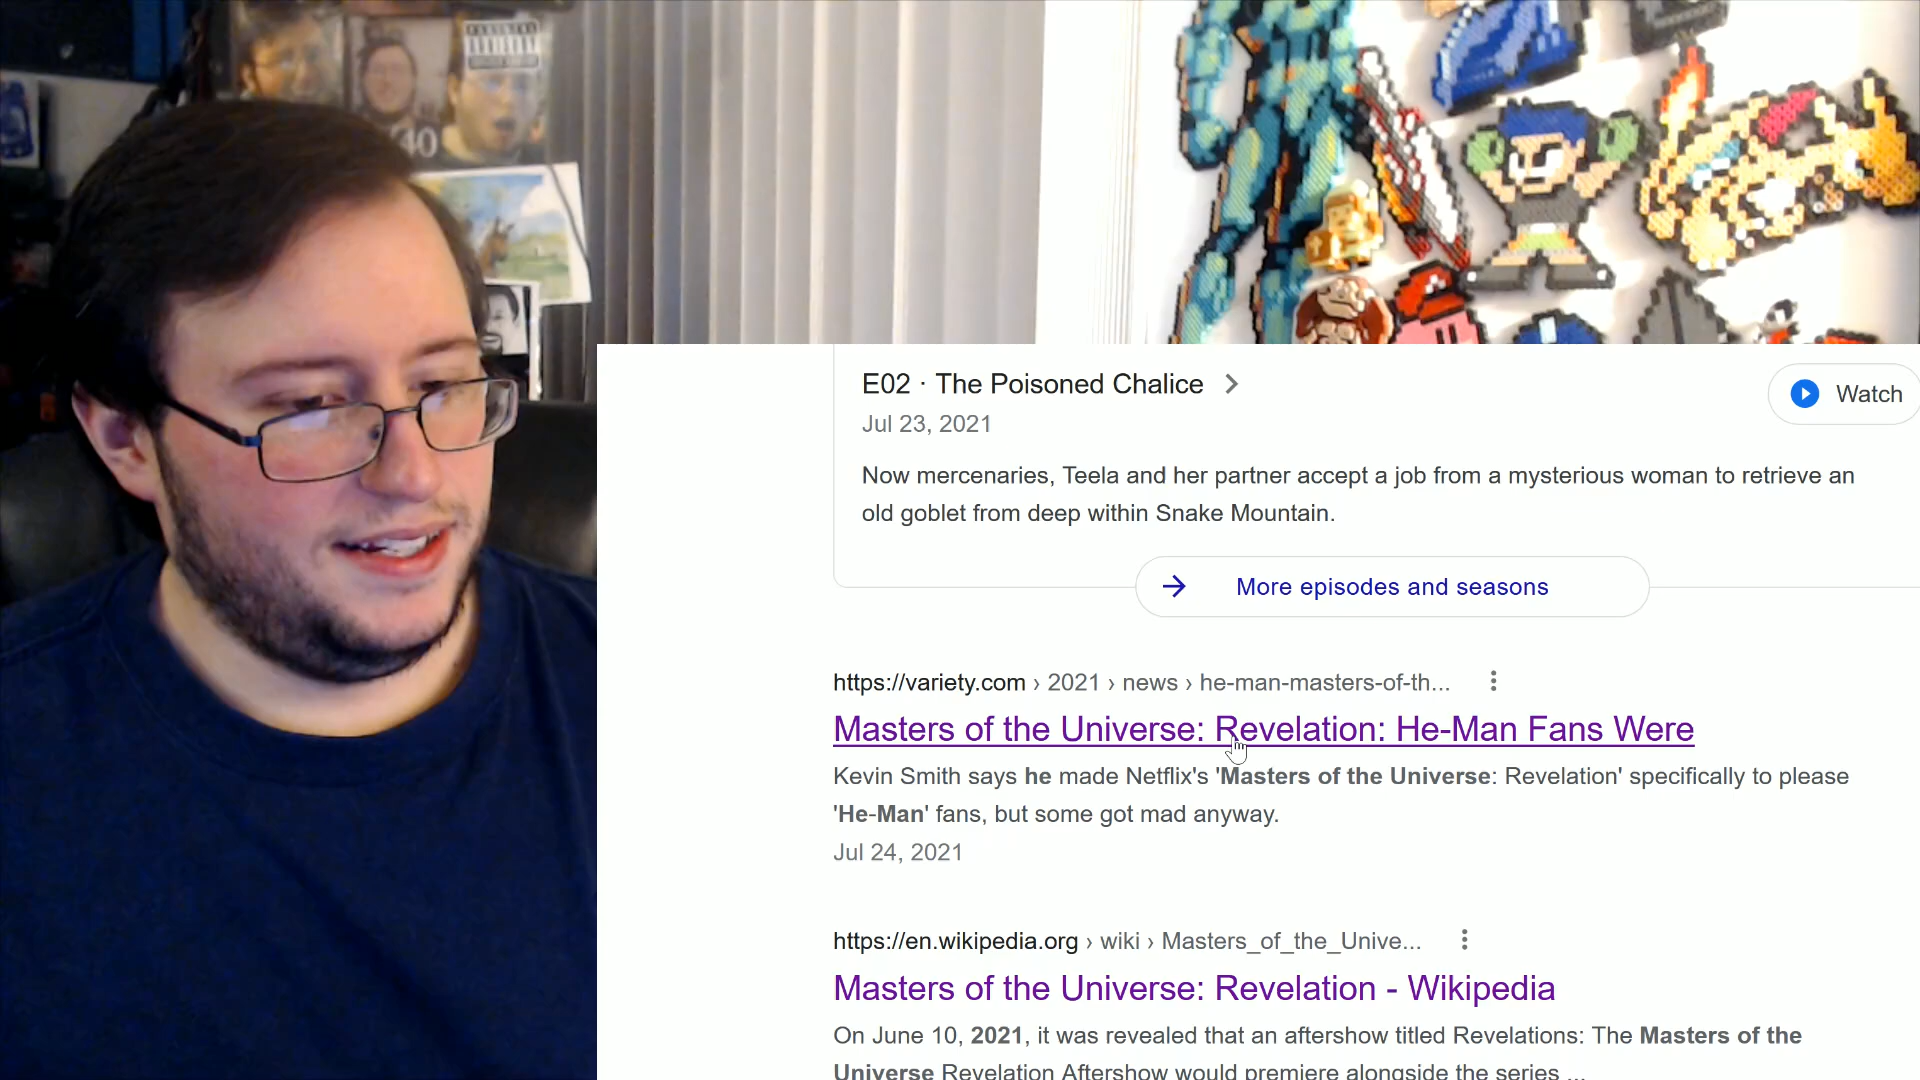 ADVISORY
40
E02 · The Poisoned Chalice
Watch
Jul 23, 2021
Now mercenaries, Teela and her partner accept a job from a mysterious woman to retrieve an
old goblet from deep within Snake Mountain.
More episodes and seasons
https://variety.com › 2021 › news › he-man-masters-of-th...
Masters of the Universe: Revelation: He-Man Fans Were
Kevin Smith says he made Netflix's 'Masters of the Universe: Revelation' specifically to please
'He-Man' fans, but some got mad anyway.
Jul 24, 2021
https://en.wikipedia.org › wiki › Masters_of_the_Unive...
Masters of the Universe: Revelation - Wikipedia
On June 10, 2021, it was revealed that an aftershow titled Revelations: The Masters of the
Universe Revelation Aftershow would premiere alongside the series ...